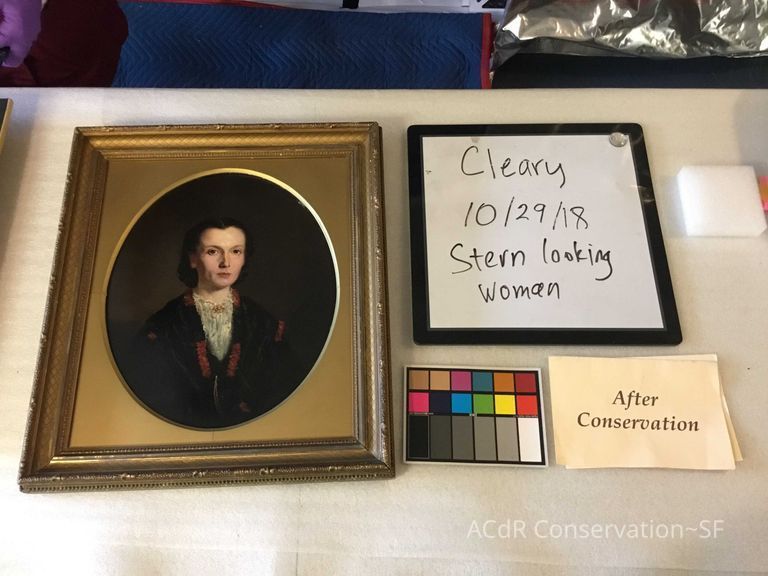 Cleary
10/29/18
Stern looking
woman
After
Conservation
ACdR Conservation~SF